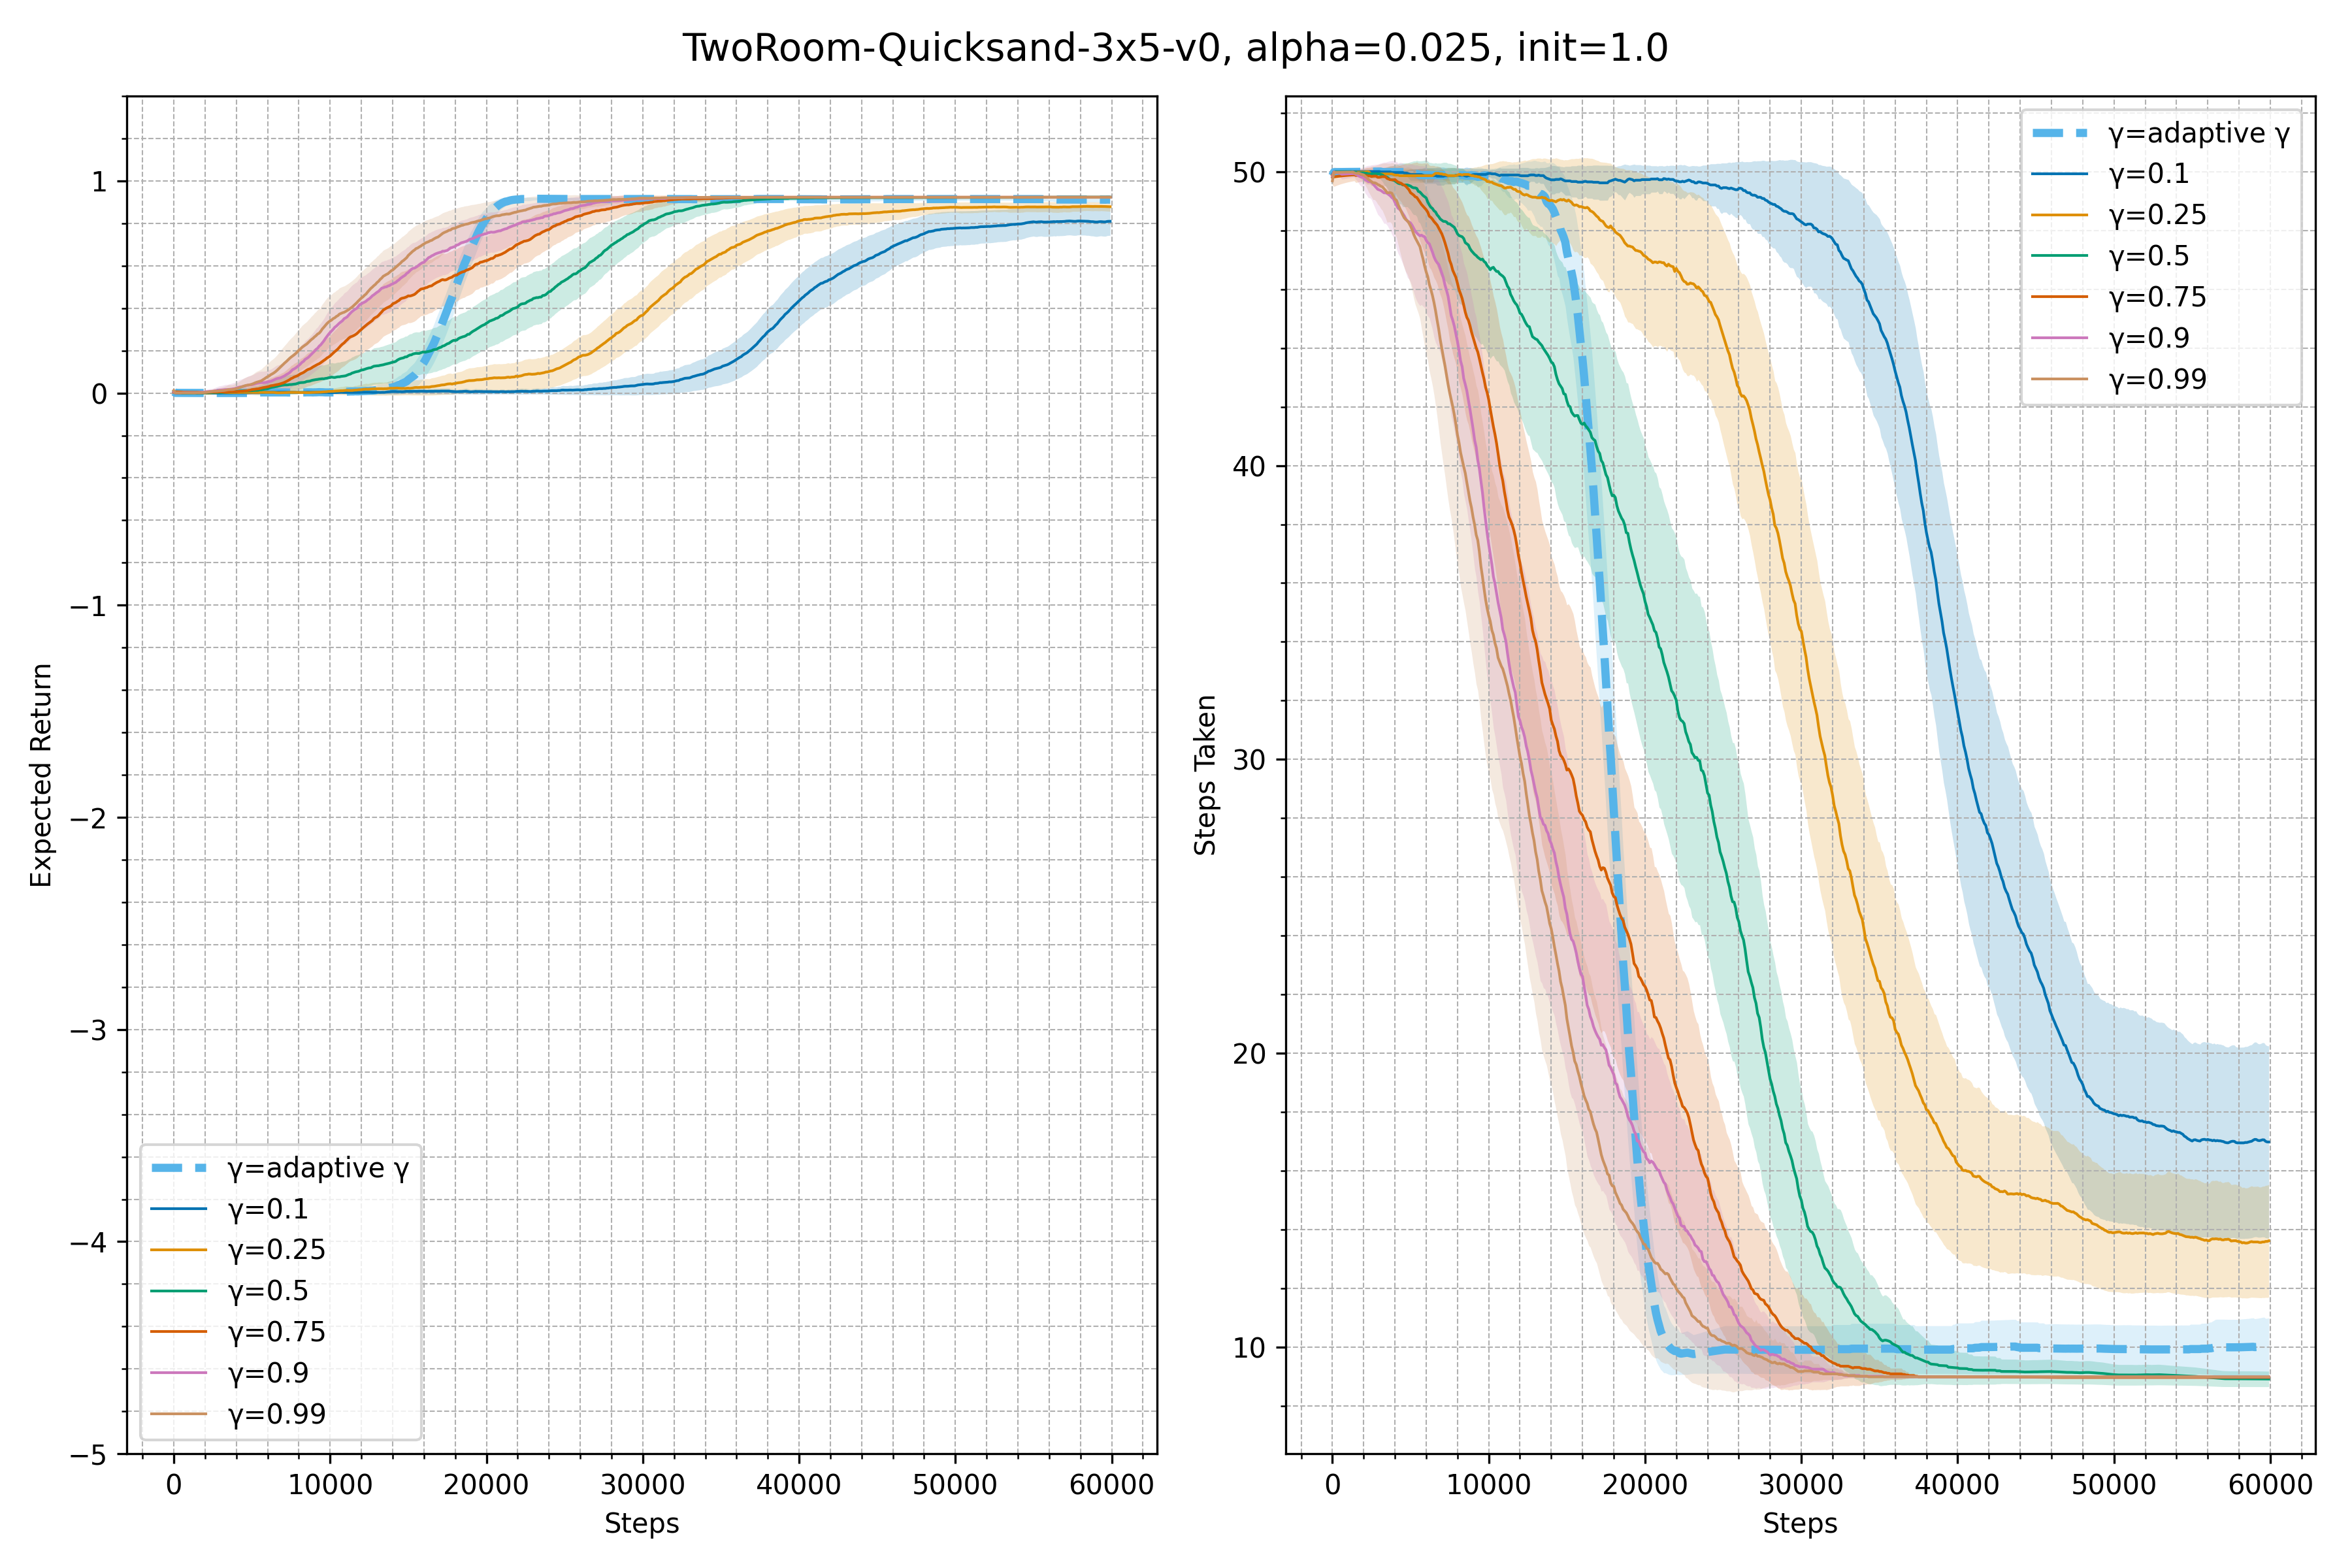 TwoRoom-Quicksand-3x5-v0, alpha=0.025, init=1.0
Expected Return
1
0
−1
−2
−3
−4
−5
γ=adaptive γ
γ=0.1
γ=0.25
γ=0.5
γ=0.75
γ=0.9
γ=0.99
0 10000 20000 30000 40000 50000 60000
Steps
Steps Taken
50
40
30
20
10
γ=adaptive γ
γ=0.1
γ=0.25
γ=0.5
γ=0.75
γ=0.9
γ=0.99
0 10000 20000 30000 40000 50000 60000
Steps